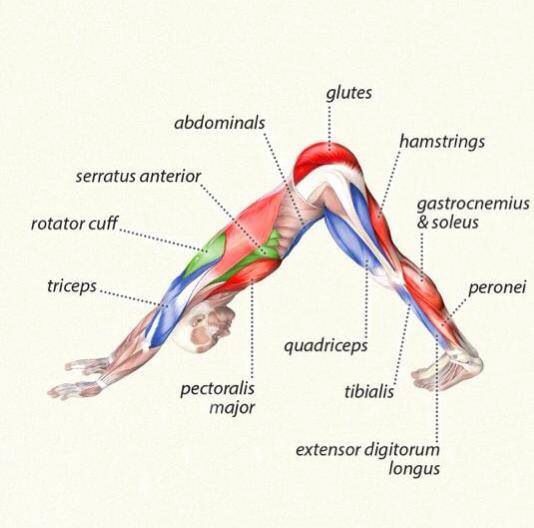 glutes
abdominals
hamstrings
serratus anterior
gastrocnemius
& soleus
rotator cuff
triceps
peronei
quadriceps
pectoralis
major
tibialis
extensor digitorum
longus